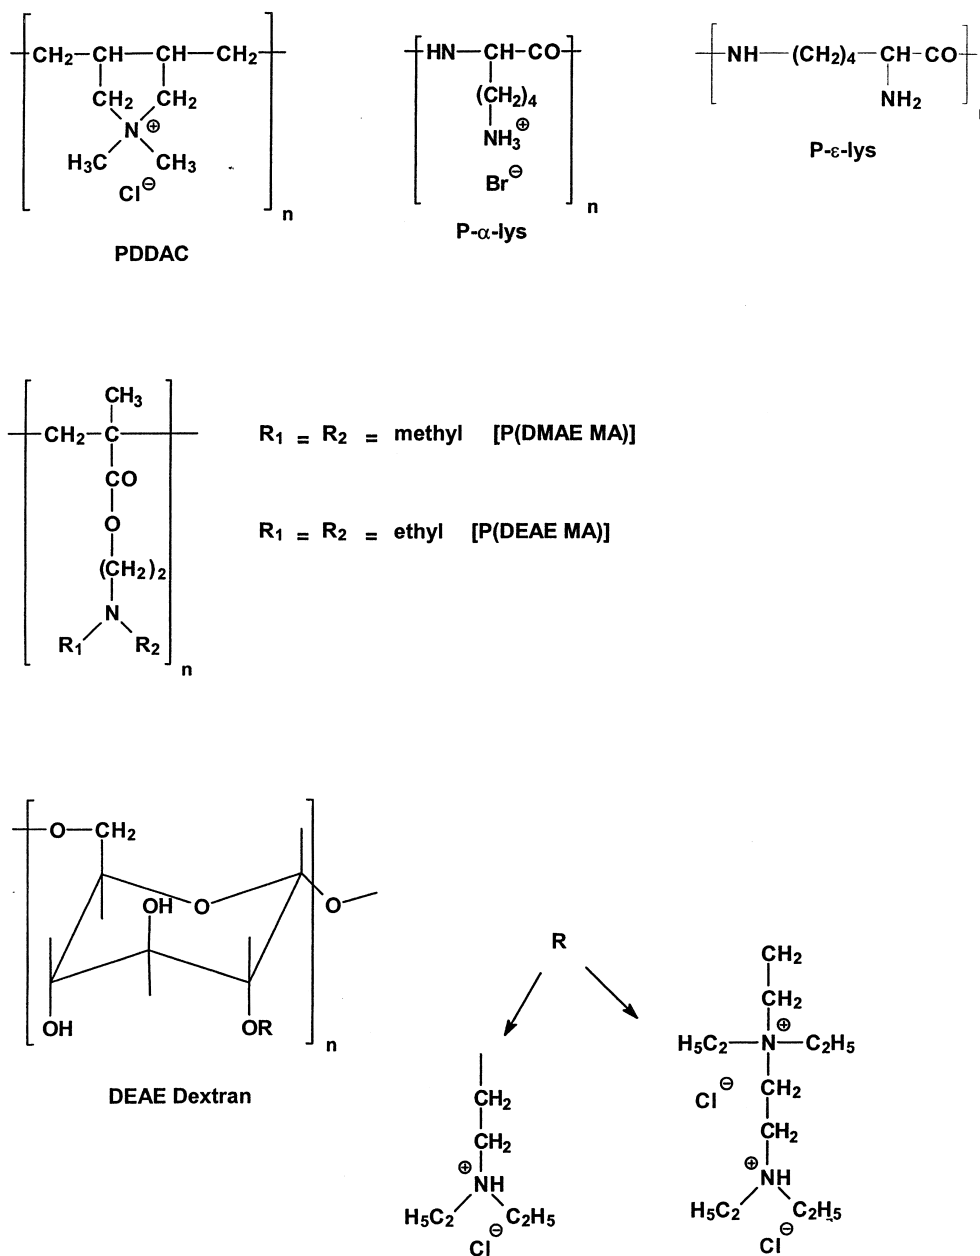 CH2 CH CH CH2
CH2 CH2
N ⊕
H3C CH3
Cl ⊖
n
PDDAC
HN CH CO
(CH2)4
NH3 ⊕
Br ⊖
n
P-α-lys
NH (CH2)4 CH CO
NH2
P-ε-lys
CH3
CH2 C
CO
O
(CH2)2
N
R1 R2
n
R1 = R2 = methyl [P(DMAE MA)]
R1 = R2 = ethyl [P(DEAE MA)]
O CH2
OH O O
OH OR
n
DEAE Dextran
R
CH2
CH2
⊕
NH
H5C2 C2H5
Cl ⊖
CH2
CH2
⊕
H5C2 N C2H5
Cl ⊖
CH2
CH2
⊕ NH
H5C2 C2H5
Cl ⊖